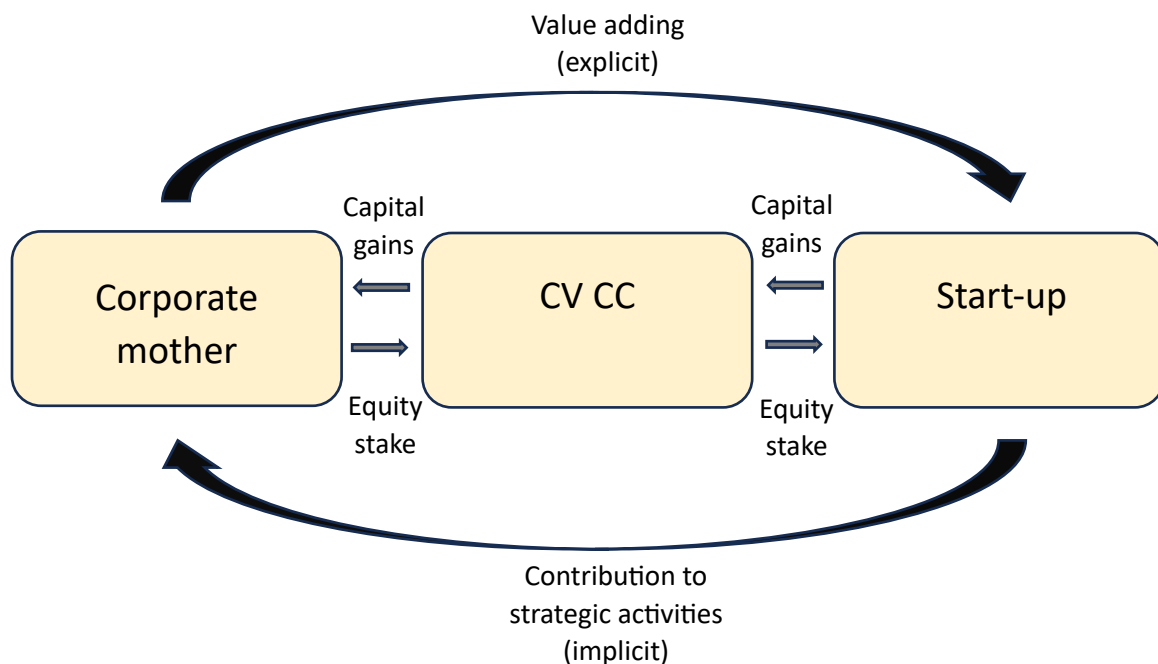 Value adding
(explicit)
Capital
gains
Capital
gains
Corporate
mother
CV CC
Start-up
Equity
stake
Equity
stake
Contribution to
strategic activities
(implicit)